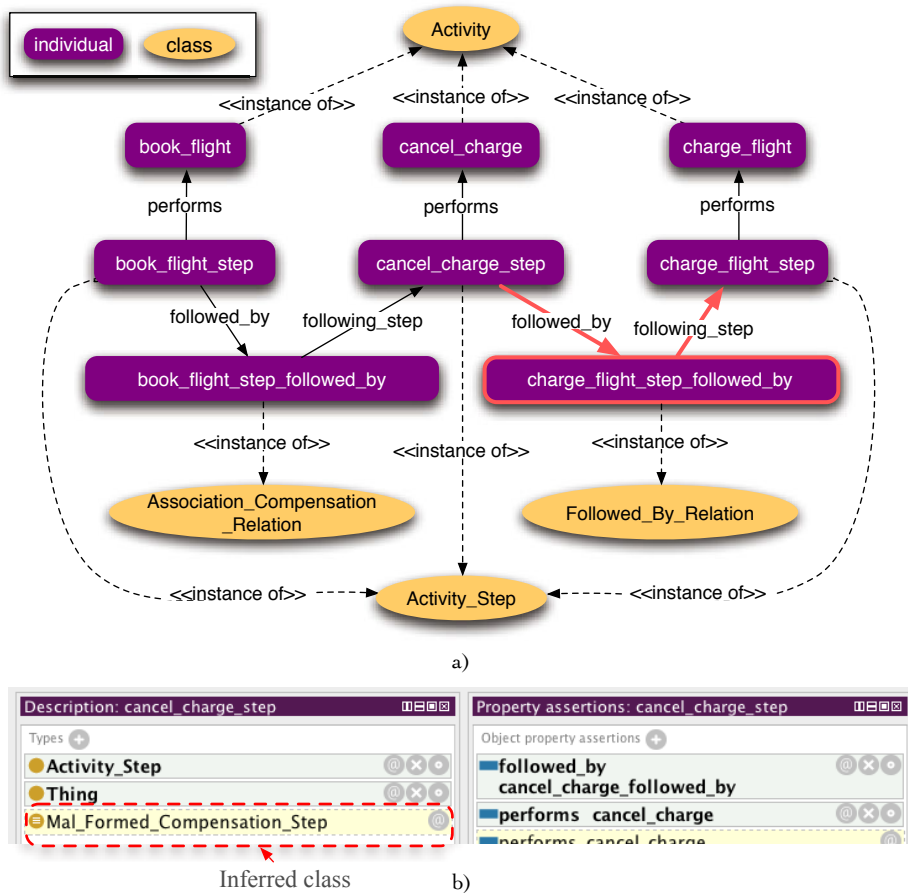 Activity
individual
class
<<instance of>>
<<instance of>>
<<instance of>>
book_flight
cancel_charge
charge_flight
performs
performs
performs
book_flight_step
cancel_charge_step
charge_flight_step
followed_by
following_step
followed_by
following_step
book_flight_step_followed_by
charge_flight_step_followed_by
<<instance of>>
<<instance of>>
<<instance of>>
Association_Compensation
_Relation
Followed_By_Relation
<<instance of>>
<<instance of>>
Activity_Step
a)
Description: cancel_charge_step
Types
Activity_Step
Thing
Mal_Formed_Compensation_Step
Property assertions: cancel_charge_step
Object property assertions
followed_by
cancel_charge_followed_by
performs cancel_charge
performs cancel_charge
Inferred class
b)